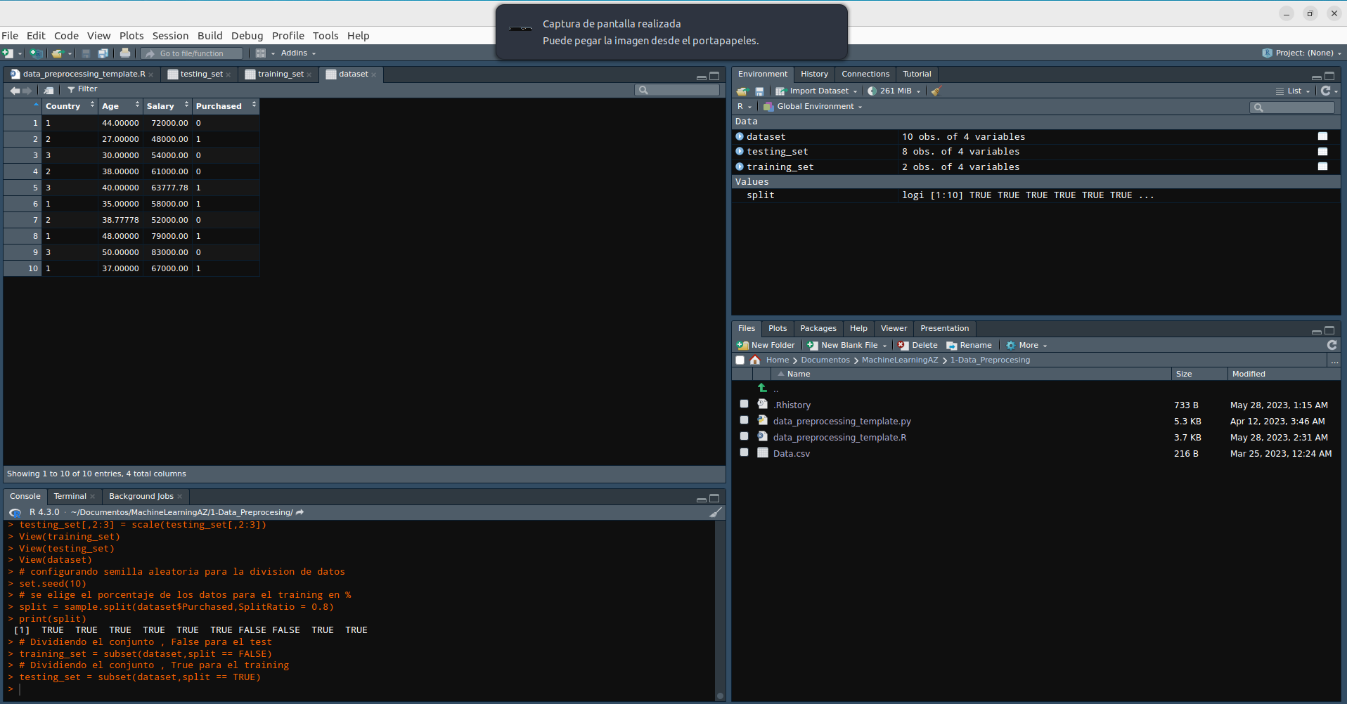 Captura de pantalla realizada
Puede pegar la imagen desde el portapapeles.
File Edit Code View Plots Session Build Debug Profile Tools Help
Go to file/function Addins Project: (None)
data_preprocessing_template.R testing_set training_set dataset
Filter
Country Age Salary Purchased
1 1 44.00000 72000.00 0
2 2 27.00000 48000.00 1
3 3 30.00000 54000.00 0
4 2 38.00000 61000.00 0
5 3 40.00000 63777.78 1
6 1 35.00000 58000.00 1
7 2 38.77778 52000.00 0
8 1 48.00000 79000.00 1
9 3 50.00000 83000.00 0
10 1 37.00000 67000.00 1
Showing 1 to 10 of 10 entries, 4 total columns
Console Terminal Background Jobs
R 4.3.0 · ~/Documentos/MachineLearningAZ/1-Data_Preprocesing/
> testing_set[,2:3] = scale(testing_set[,2:3])
> View(training_set)
> View(testing_set)
> View(dataset)
> # configurando semilla aleatoria para la division de datos
> set.seed(10)
> # se elige el porcentaje de los datos para el training en %
> split = sample.split(dataset$Purchased,SplitRatio = 0.8)
> print(split)
[1] TRUE TRUE TRUE TRUE TRUE TRUE FALSE FALSE TRUE TRUE
> # Dividiendo el conjunto , False para el test
> training_set = subset(dataset,split == FALSE)
> # Dividiendo el conjunto , True para el training
> testing_set = subset(dataset,split == TRUE)
>
Environment History Connections Tutorial
Import Dataset 261 MiB List
R Global Environment
Data
dataset 10 obs. of 4 variables
testing_set 8 obs. of 4 variables
training_set 2 obs. of 4 variables
Values
split logi [1:10] TRUE TRUE TRUE TRUE TRUE TRUE ...
Files Plots Packages Help Viewer Presentation
New Folder New Blank File Delete Rename More
Home Documentos MachineLearningAZ 1-Data_Preprocesing ...
Name Size Modified
..
.Rhistory 733 B May 28, 2023, 1:15 AM
data_preprocessing_template.py 5.3 KB Apr 12, 2023, 3:46 AM
data_preprocessing_template.R 3.7 KB May 28, 2023, 2:31 AM
Data.csv 216 B Mar 25, 2023, 12:24 AM